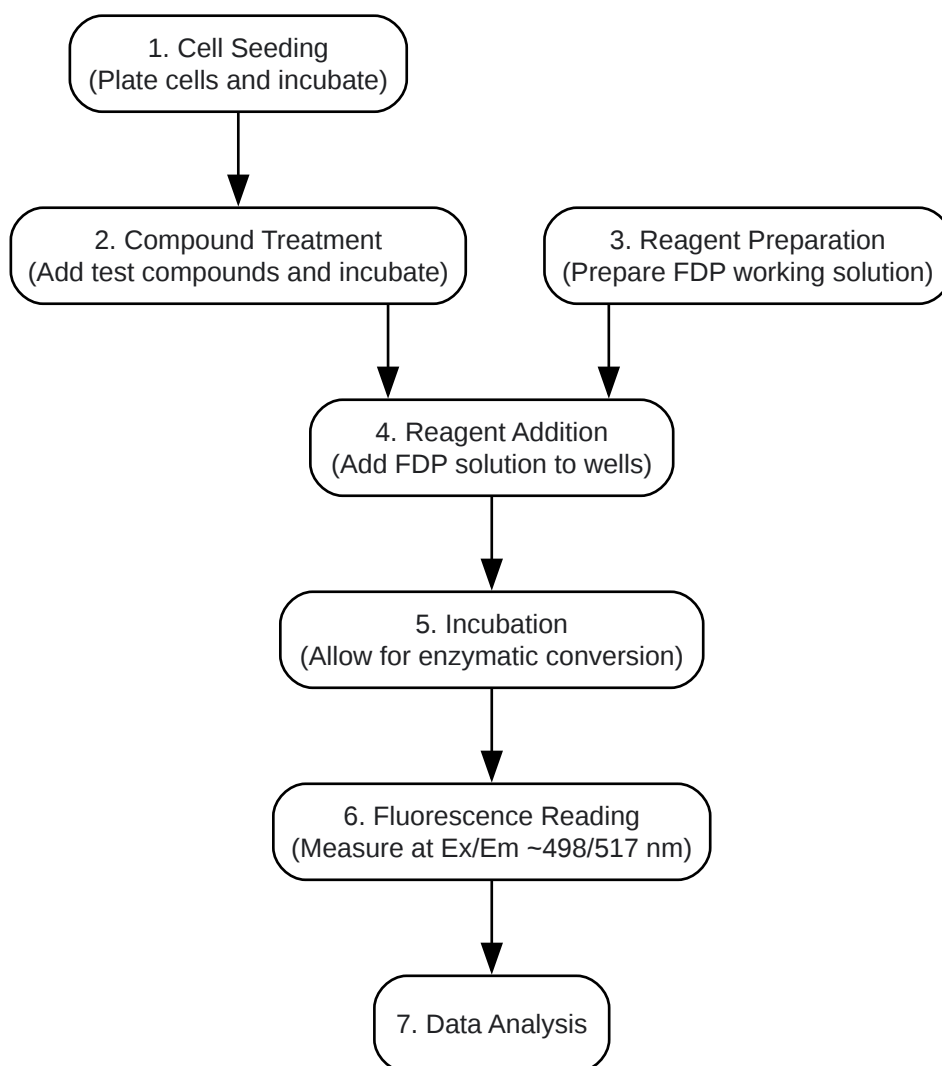 1. Cell Seeding
(Plate cells and incubate)
2. Compound Treatment
(Add test compounds and incubate)
3. Reagent Preparation
(Prepare FDP working solution)
4. Reagent Addition
(Add FDP solution to wells)
5. Incubation
(Allow for enzymatic conversion)
6. Fluorescence Reading
(Measure at Ex/Em ~498/517 nm)
7. Data Analysis